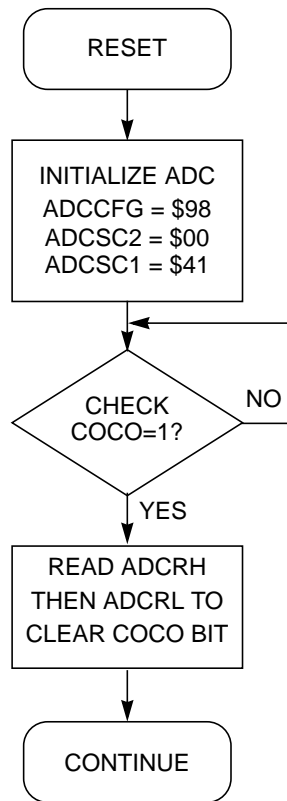 RESET
INITIALIZE ADC
ADCCFG = $98
ADCSC2 = $00
ADCSC1 = $41
CHECK
COCO=1?
NO
YES
READ ADCRH
THEN ADCRL TO
CLEAR COCO BIT
CONTINUE